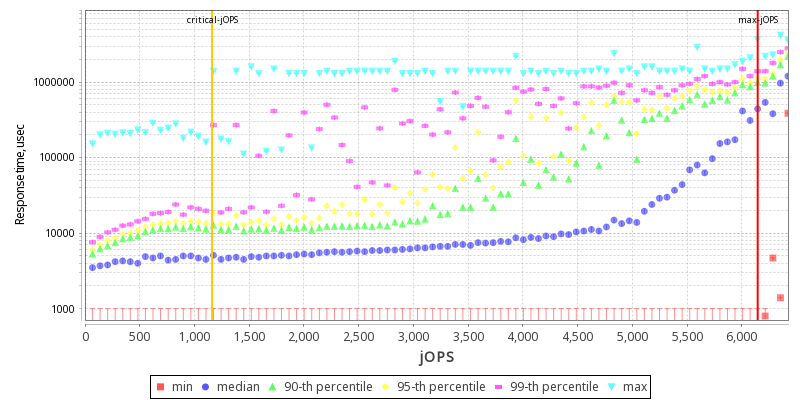 critical-jOPS max-jOPS
Response time, usec
1000000
100000
10000
1000
0 500 1,000 1,500 2,000 2,500 3,000 3,500 4,000 4,500 5,000 5,500 6,000
jOPS
min median 90-th percentile 95-th percentile 99-th percentile max